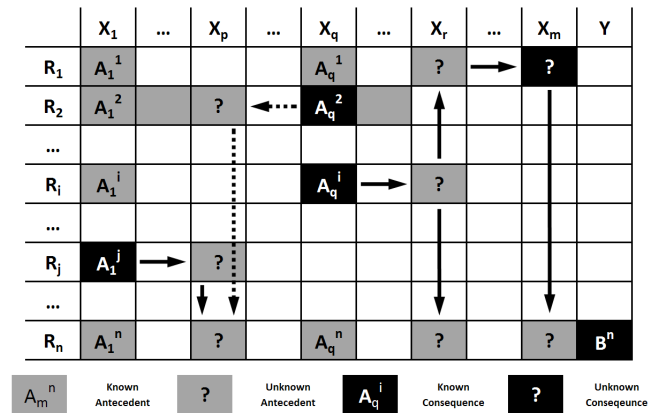 X1 ... Xp ... Xq ... Xr ... Xm Y
R1 A1^1 Aq^1 ? ?
R2 A1^2 ? Aq^2
...
Ri A1^i Aq^i ?
...
Rj A1^j ?
...
Rn A1^n ? Aq^n ? ? B^n
Am^n Known Antecedent ? Unknown Antecedent Aq^i Known Consequence ? Unknown Conseqeunce